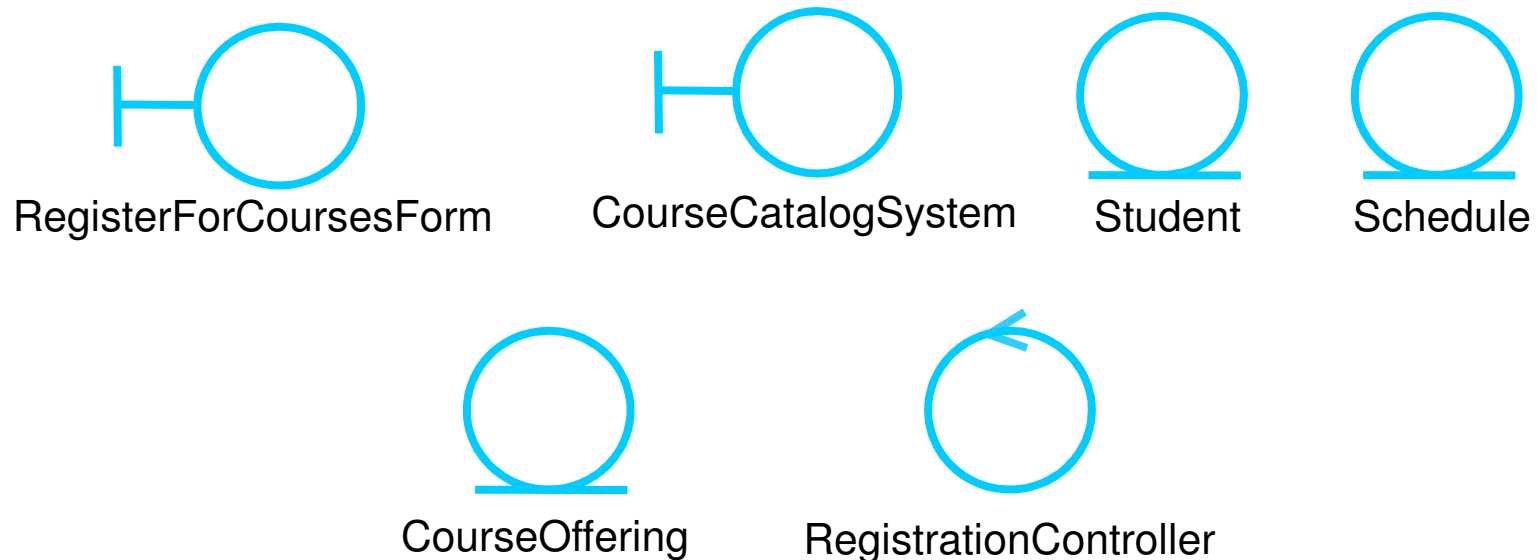 RegisterForCoursesForm
CourseCatalogSystem
Student
Schedule
CourseOffering
RegistrationController